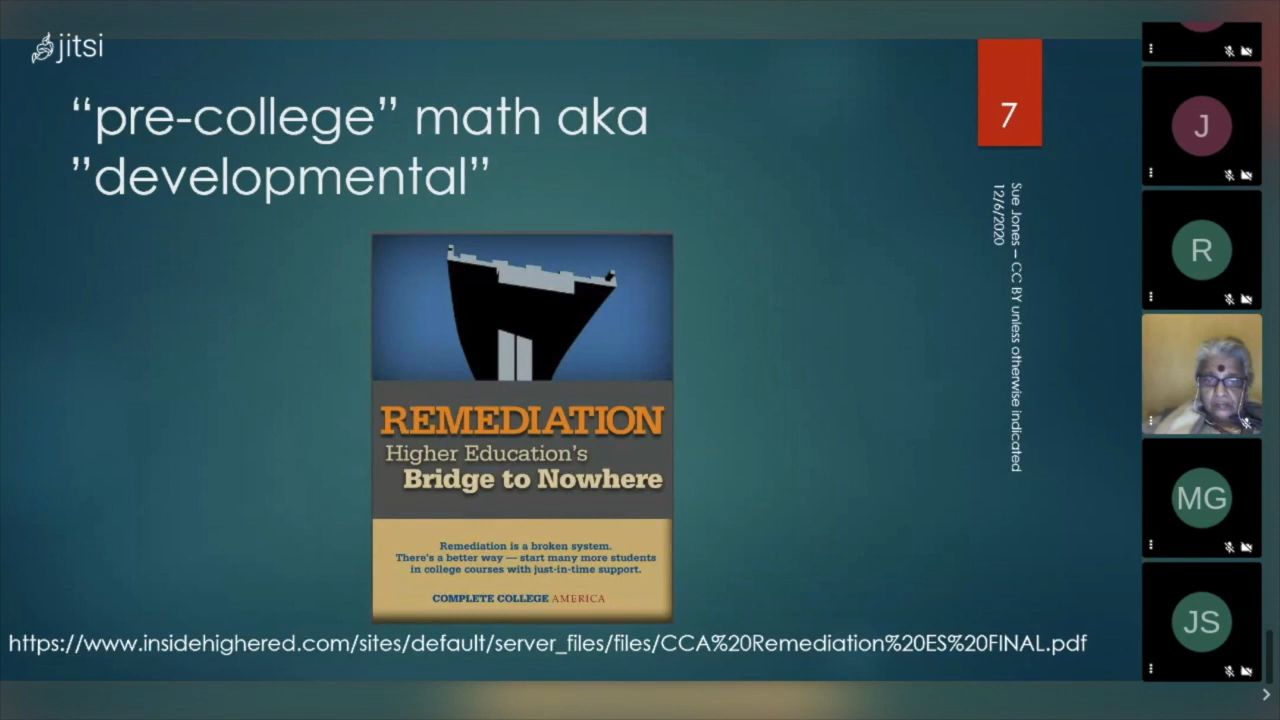 jitsi
“pre-college” math aka
”developmental”
7
Sue Jones – CC BY unless otherwise indicated
12/6/2020
REMEDIATION
Higher Education's
Bridge to Nowhere
Remediation is a broken system.
There's a better way — start many more students
in college courses with just-in-time support.
COMPLETE COLLEGE AMERICA
https://www.insidehighered.com/sites/default/server_files/files/CCA%20Remediation%20ES%20FINAL.pdf
J
R
MG
JS